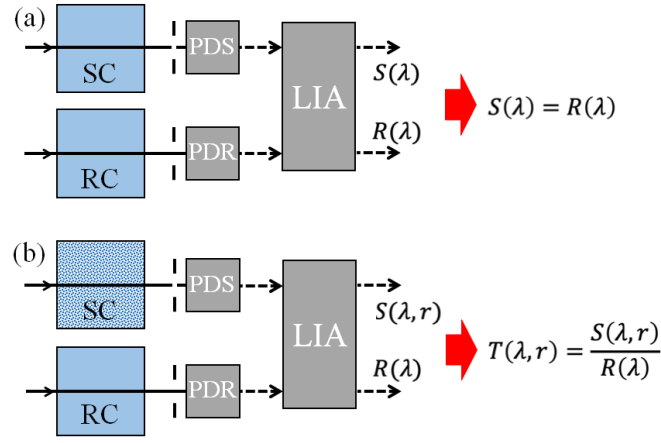 (a)
SC
PDS
LIA
S(λ)
RC
PDR
R(λ)
S(λ) = R(λ)
(b)
SC
PDS
LIA
S(λ, r)
RC
PDR
R(λ)
T(λ, r) = S(λ, r) / R(λ)